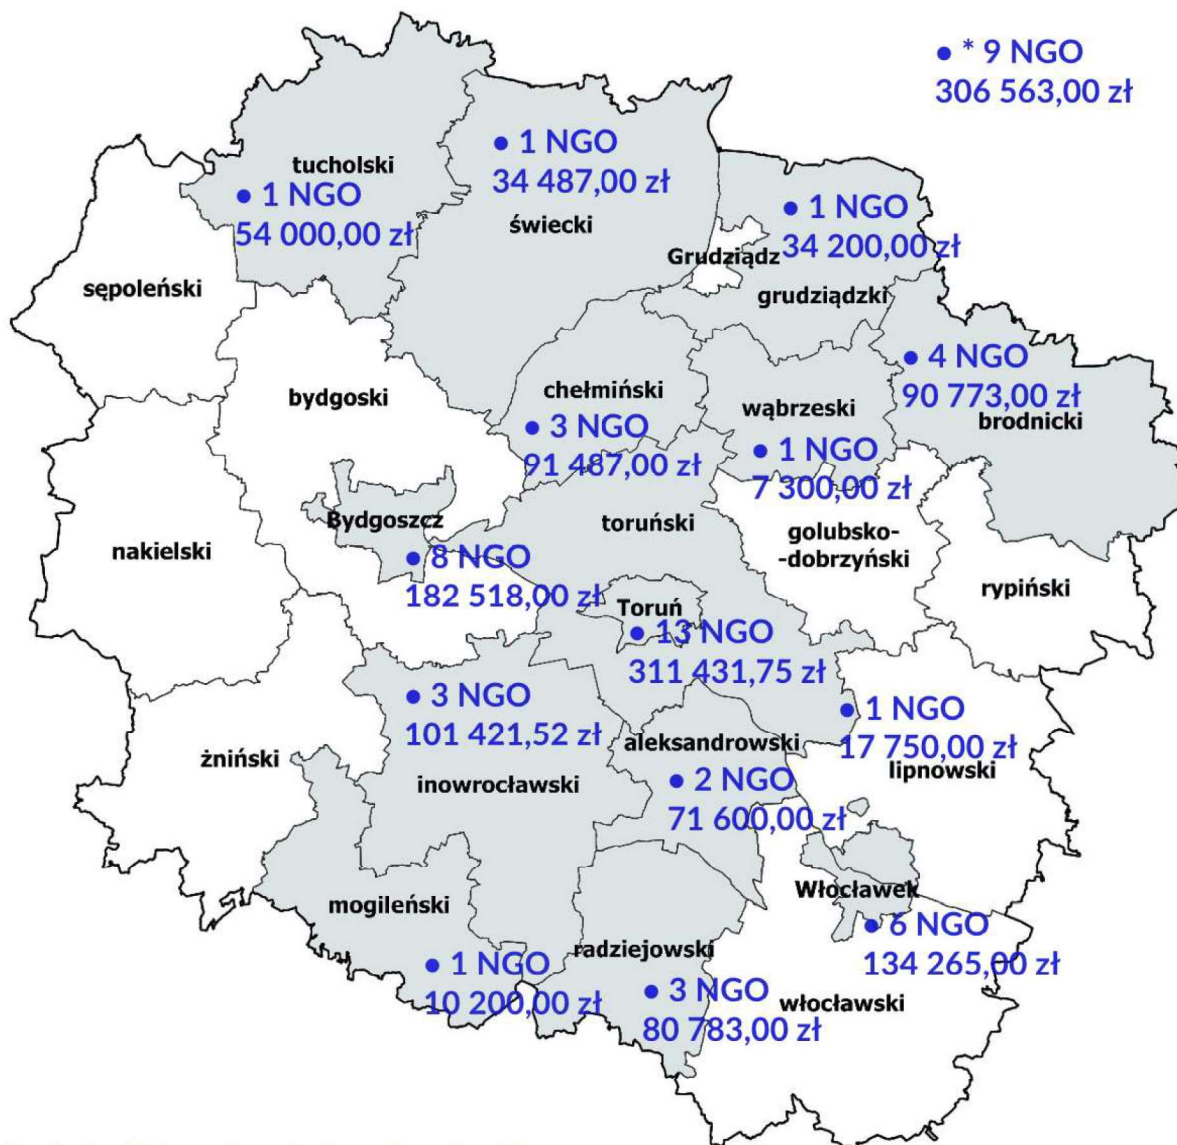 * 9 NGO
306 563,00 zł
tucholski
1 NGO
54 000,00 zł
1 NGO
34 487,00 zł
świecki
1 NGO
34 200,00 zł
Grudziądz
grudziądzki
sępoleński
4 NGO
90 773,00 zł
brodnicki
bydgoski
chełmiński
3 NGO
91 487,00 zł
wąbrzeski
1 NGO
7 300,00 zł
Bydgoszcz
8 NGO
182 518,00 zł
toruński
golubsko-
-dobrzyński
nakielski
rypiński
Toruń
13 NGO
311 431,75 zł
3 NGO
101 421,52 zł
inowrocławski
1 NGO
17 750,00 zł
lipnowski
aleksandrowski
2 NGO
71 600,00 zł
żniński
Włocławek
6 NGO
134 265,00 zł
mogileński
1 NGO
10 200,00 zł
radziejowski
3 NGO
80 783,00 zł
włocławski